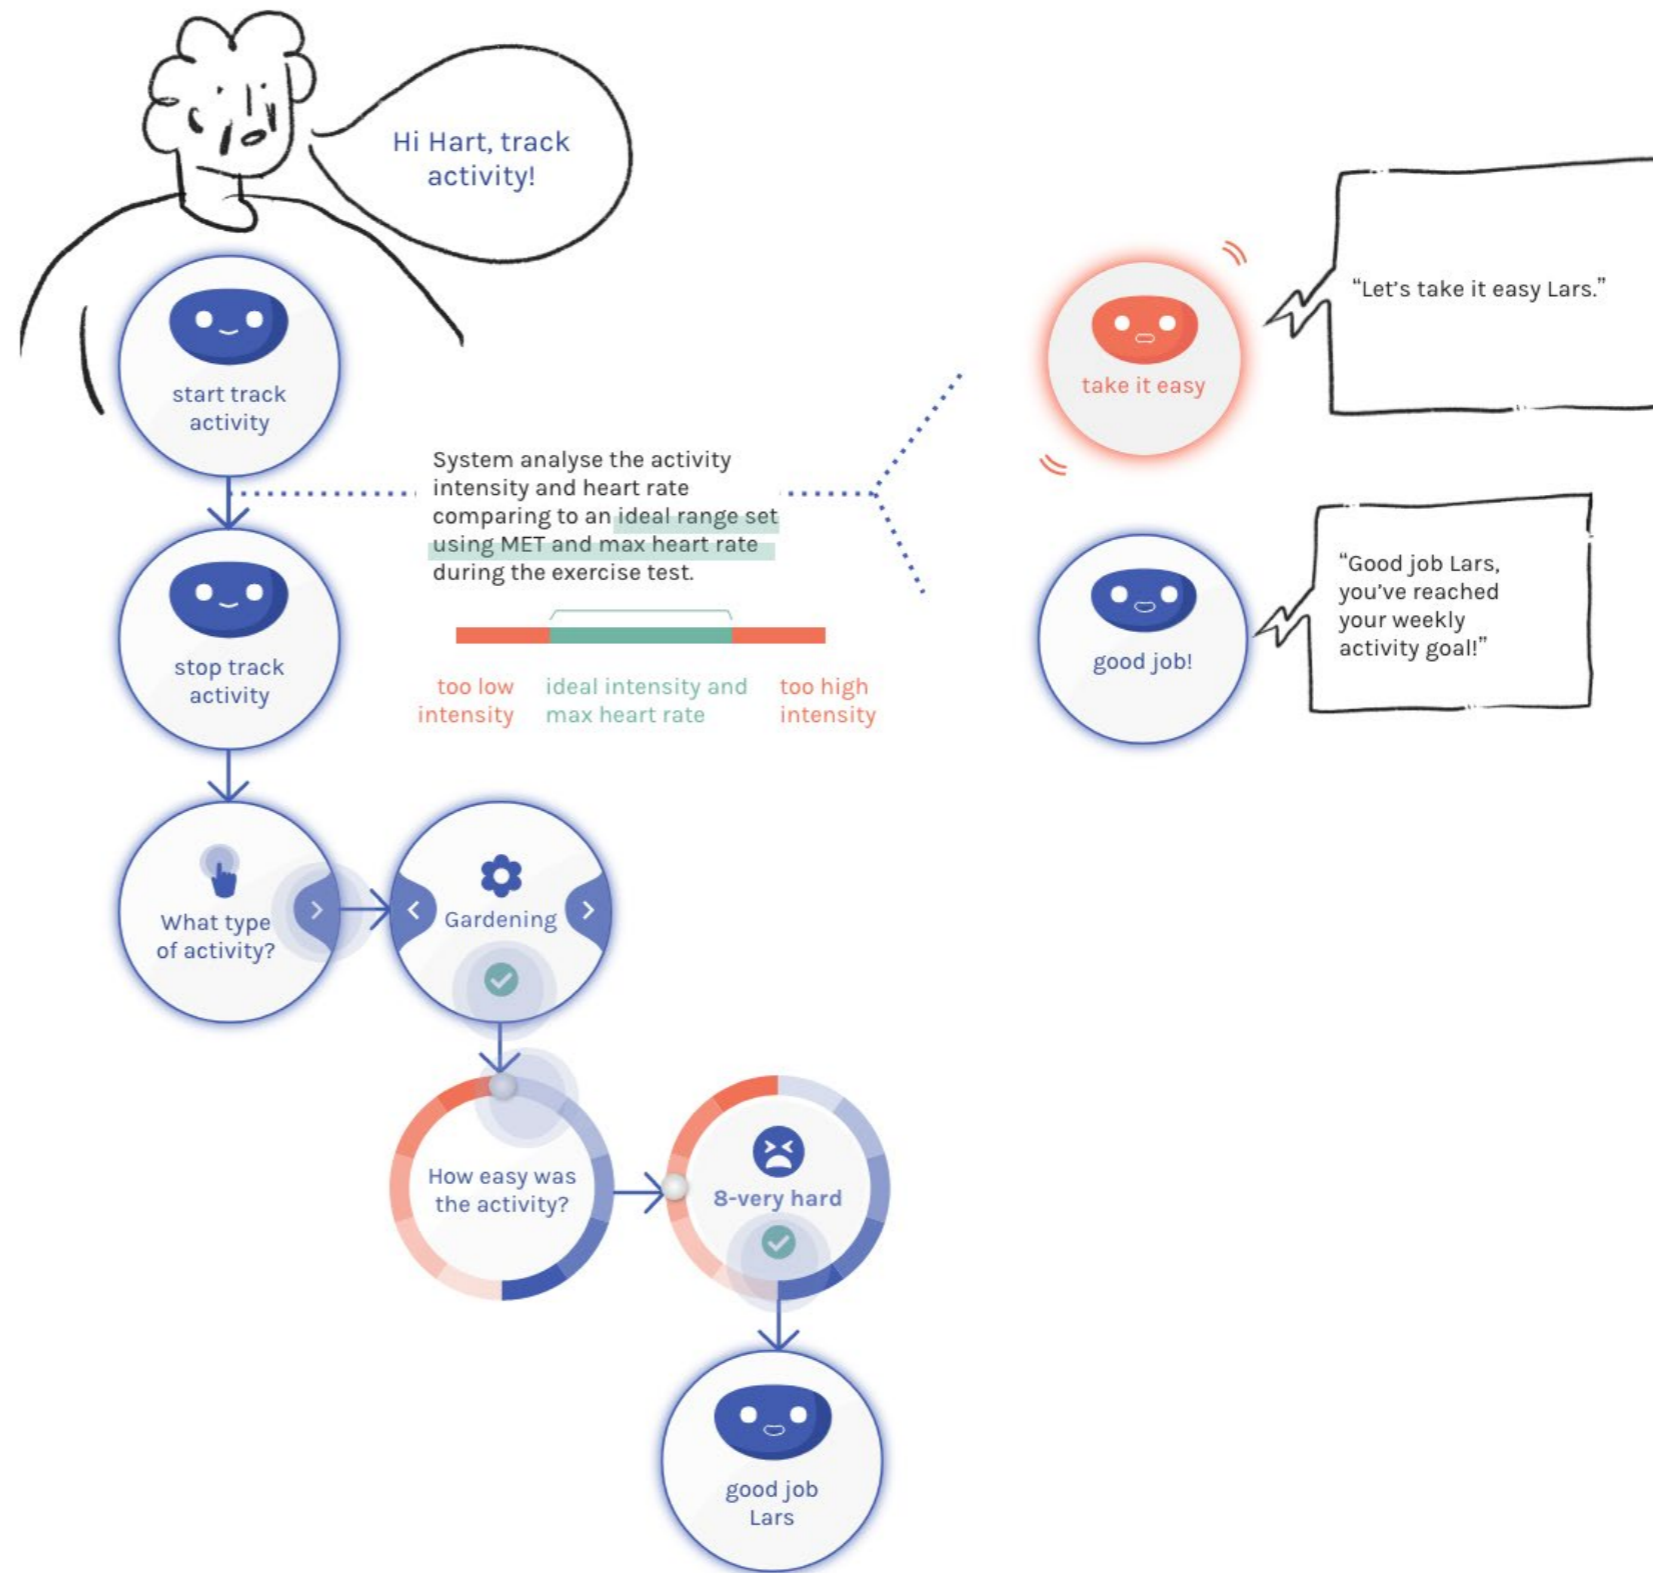 Hi Hart, track
activity!
start track
activity
"Let's take it easy Lars."
take it easy
System analyse the activity
intensity and heart rate
comparing to an ideal range set
using MET and max heart rate
during the exercise test.
too low
intensity
ideal intensity and
max heart rate
too high
intensity
"Good job Lars,
you've reached
your weekly
activity goal!"
good job!
stop track
activity
What type
of activity?
Gardening
How easy was
the activity?
8-very hard
good job
Lars